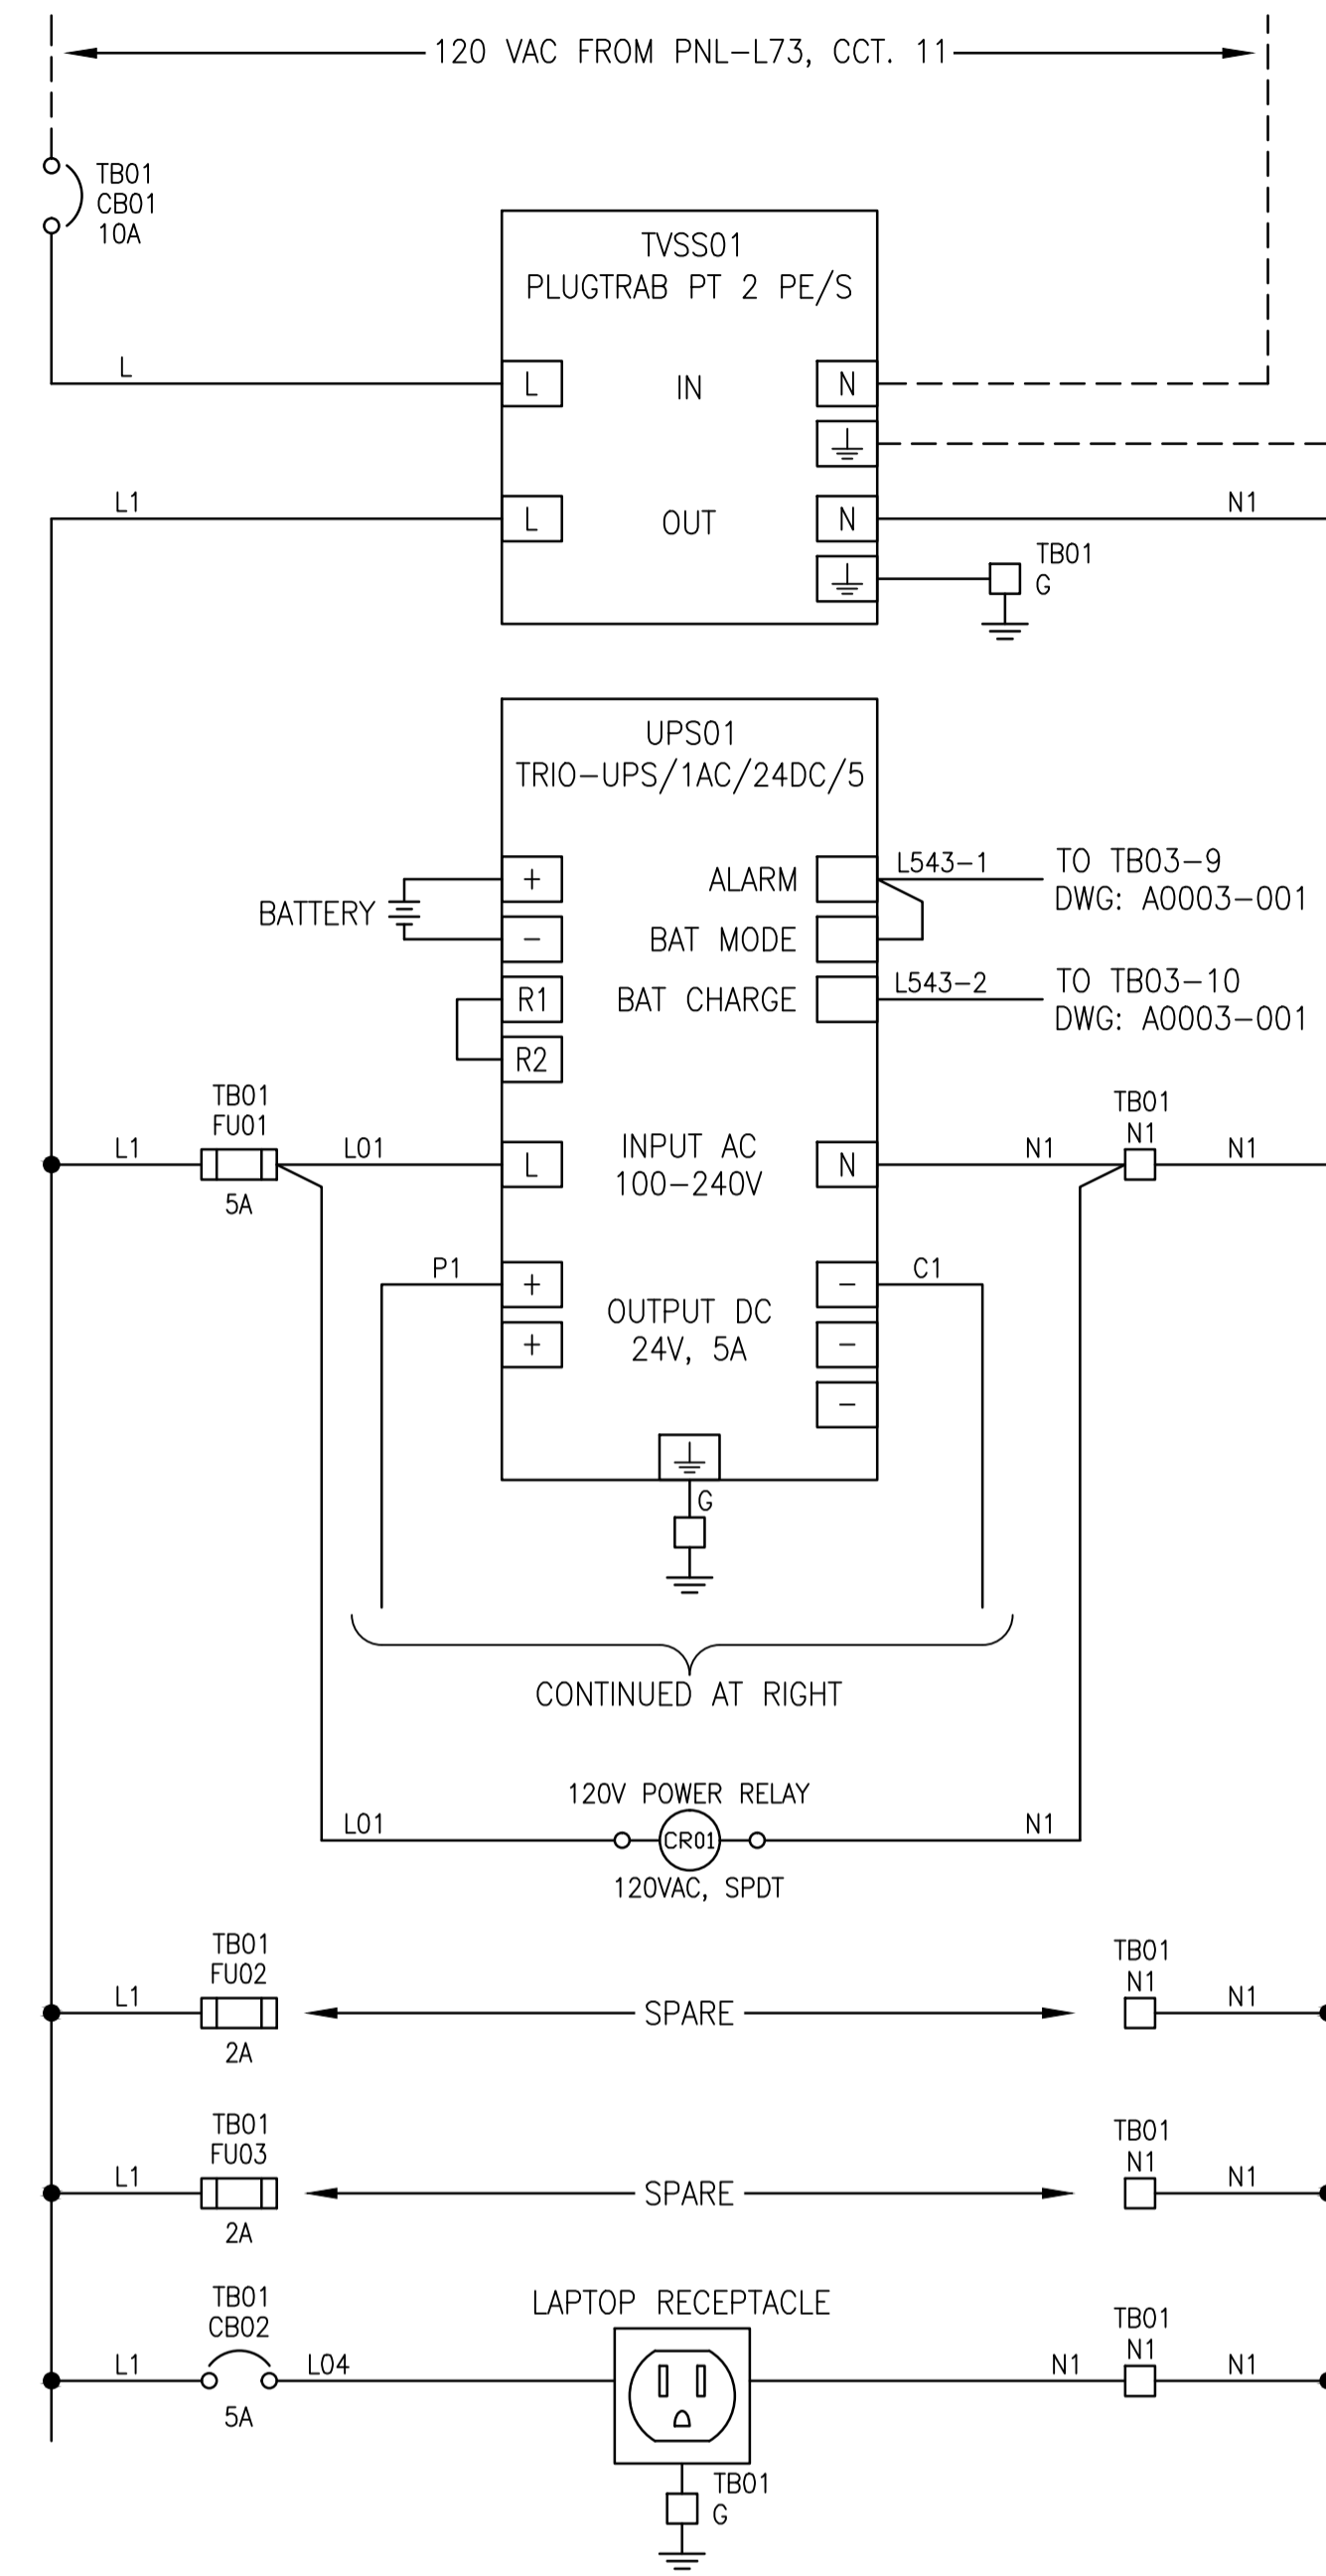 120 VAC FROM PNL-L73, CCT. 11
TB01
CB01
10A
TVSS01
PLUGTRAB PT 2 PE/S
L
L
IN
N
L1
L
OUT
N
N1
TB01
G
UPS01
TRIO-UPS/1AC/24DC/5
BATTERY
+
-
R1
R2
ALARM
BAT MODE
BAT CHARGE
L543-1
TO TB03-9
DWG: A0003-001
L543-2
TO TB03-10
DWG: A0003-001
TB01
FU01
L1
5A
L01
L
INPUT AC
100-240V
N
N1
TB01
N1
N1
P1
+
+
OUTPUT DC
24V, 5A
-
-
-
C1
G
CONTINUED AT RIGHT
120V POWER RELAY
L01
CR01
N1
120VAC, SPDT
TB01
FU02
L1
2A
SPARE
TB01
N1
N1
TB01
FU03
L1
2A
SPARE
TB01
N1
N1
TB01
CB02
L1
5A
L04
LAPTOP RECEPTACLE
N1
TB01
N1
N1
TB01
G